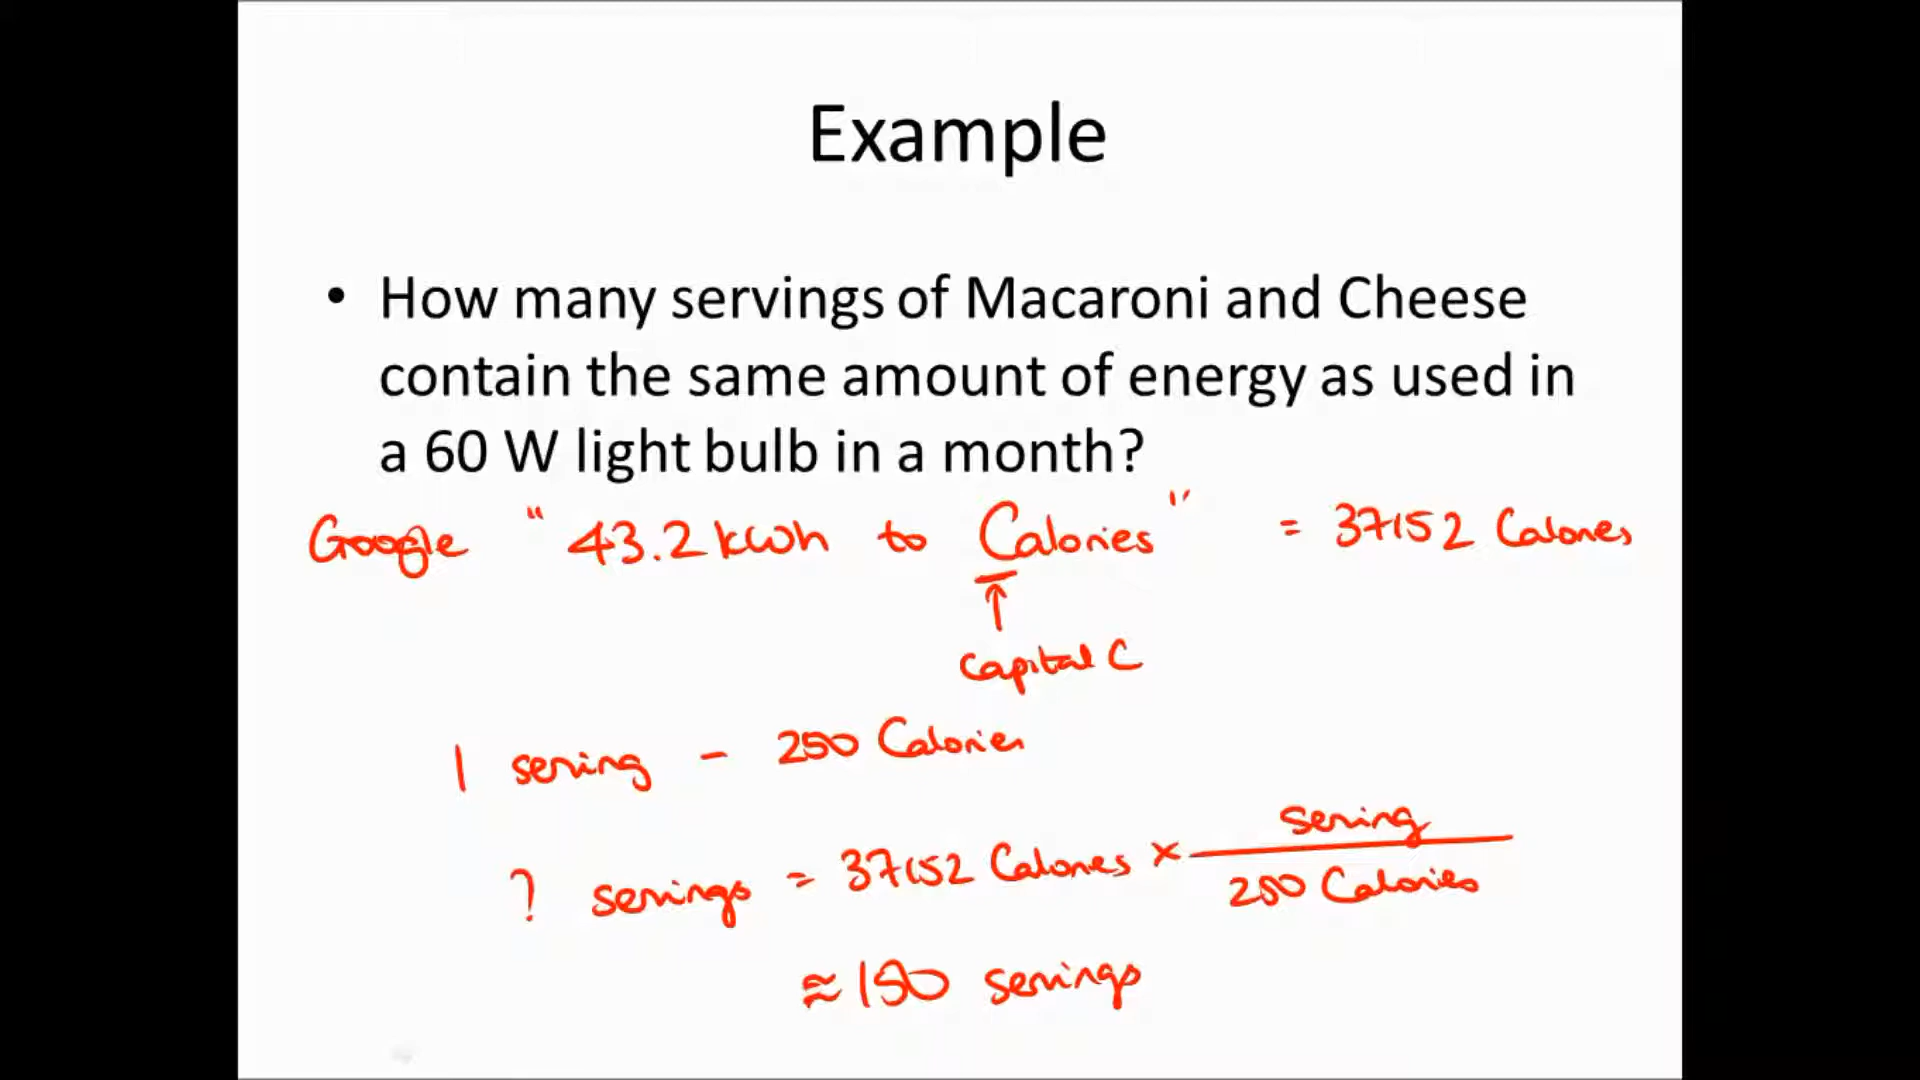 Example
• How many servings of Macaroni and Cheese
contain the same amount of energy as used in
a 60 W light bulb in a month?
Google "43.2 kWh to Calories" = 37152 Calories
↑
capital C
1 serving - 250 Calories
? servings = 37152 Calories × serving
250 Calories
≈ 150 servings